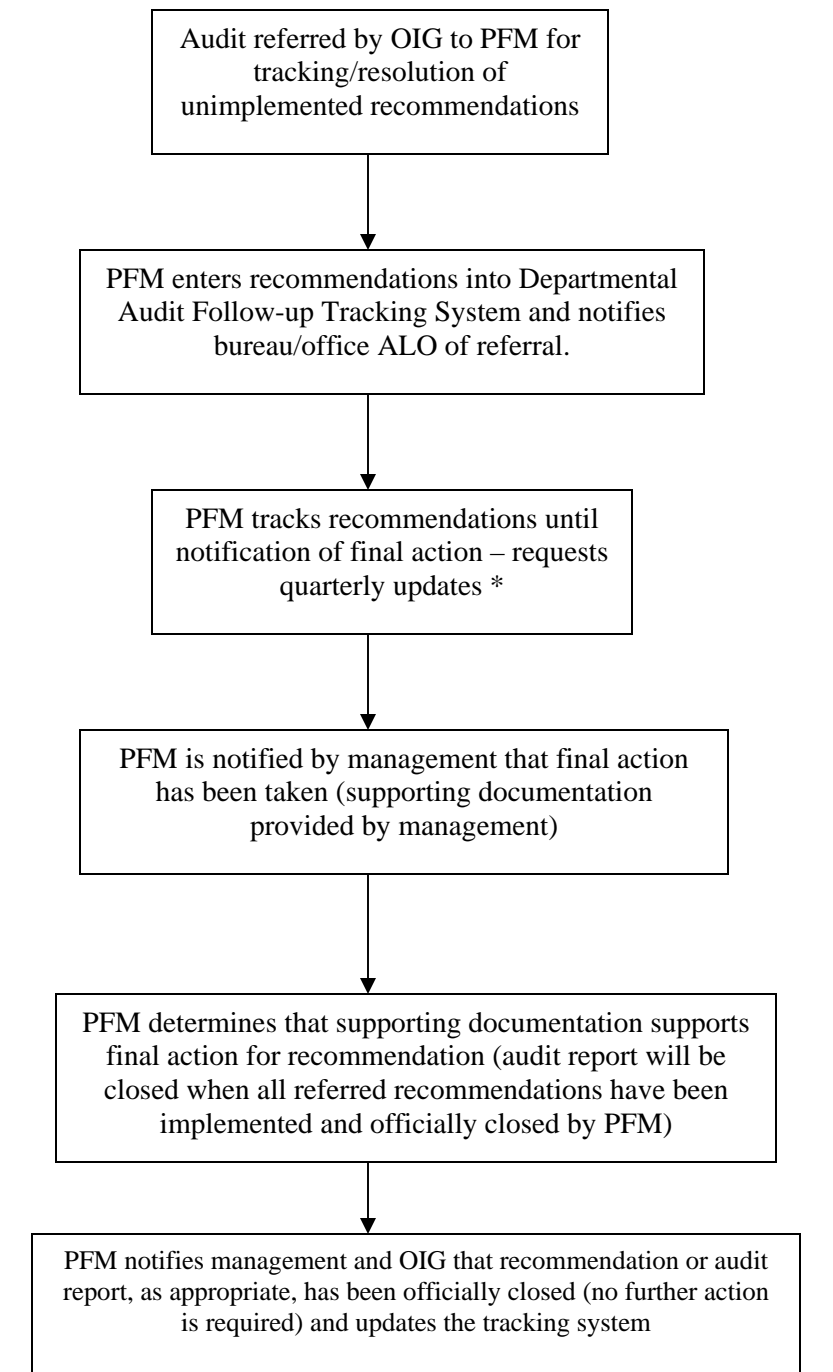 Audit referred by OIG to PFM for
tracking/resolution of
unimplemented recommendations
PFM enters recommendations into Departmental
Audit Follow-up Tracking System and notifies
bureau/office ALO of referral.
PFM tracks recommendations until
notification of final action – requests
quarterly updates *
PFM is notified by management that final action
has been taken (supporting documentation
provided by management)
PFM determines that supporting documentation supports
final action for recommendation (audit report will be
closed when all referred recommendations have been
implemented and officially closed by PFM)
PFM notifies management and OIG that recommendation or audit
report, as appropriate, has been officially closed (no further action
is required) and updates the tracking system